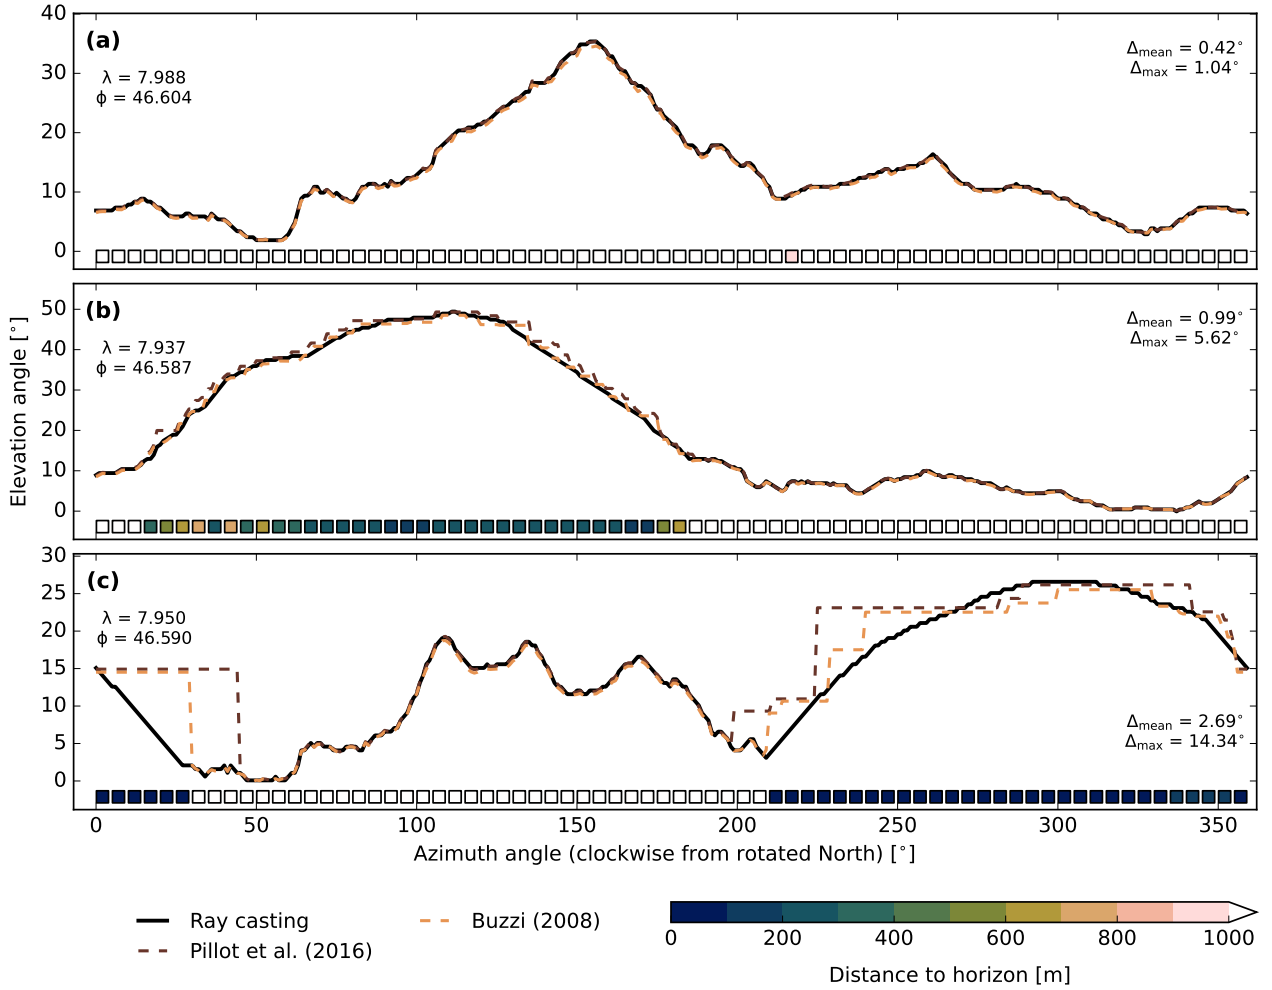 40
30
20
10
0
(a)
λ = 7.988
ϕ = 46.604
Δmean = 0.42°
Δmax = 1.04°
50
40
30
20
10
0
(b)
λ = 7.937
ϕ = 46.587
Δmean = 0.99°
Δmax = 5.62°
Elevation angle [°]
30
25
20
15
10
5
0
(c)
λ = 7.950
ϕ = 46.590
Δmean = 2.69°
Δmax = 14.34°
0 50 100 150 200 250 300 350
Azimuth angle (clockwise from rotated North) [°]
Ray casting
Pillot et al. (2016)
Buzzi (2008)
0 200 400 600 800 1000
Distance to horizon [m]